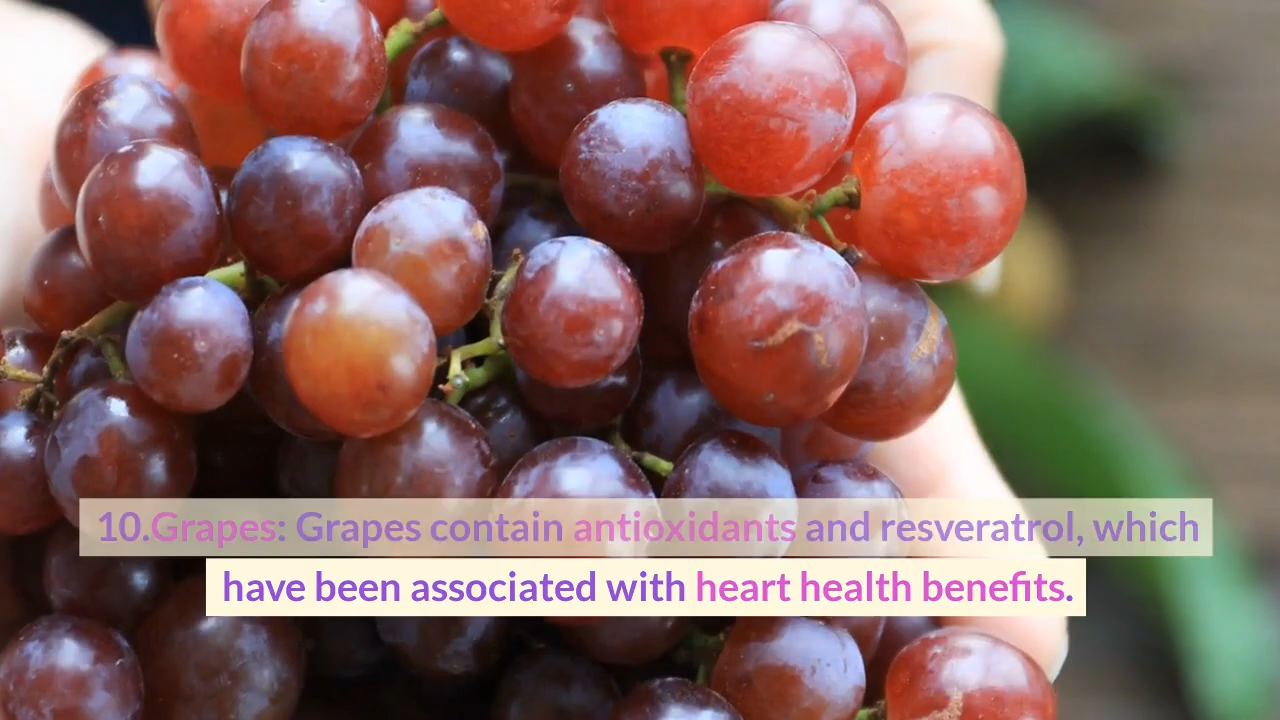 10.Grapes: Grapes contain antioxidants and resveratrol, which
have been associated with heart health benefits.